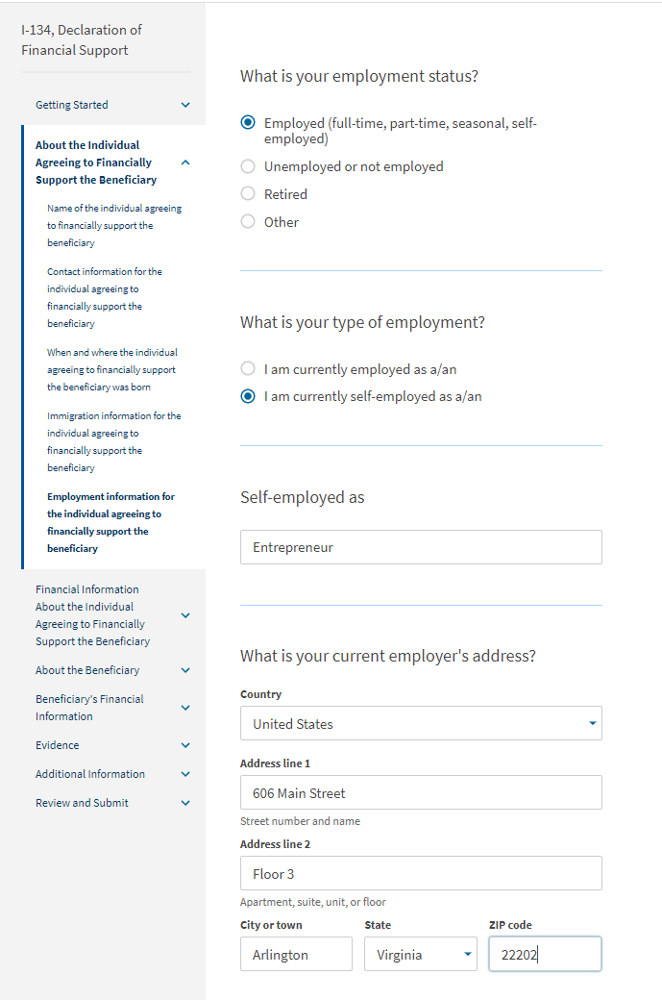 I-134, Declaration of
Financial Support
Getting Started
About the Individual
Agreeing to Financially
Support the Beneficiary
Name of the individual agreeing
to financially support the
beneficiary
Contact information for the
individual agreeing to
financially support the
beneficiary
When and where the individual
agreeing to financially support
the beneficiary was born
Immigration information for the
individual agreeing to
financially support the
beneficiary
Employment information for
the individual agreeing to
financially support the
beneficiary
Financial Information
About the Individual
Agreeing to Financially
Support the Beneficiary
About the Beneficiary
Beneficiary's Financial
Information
Evidence
Additional Information
Review and Submit
What is your employment status?
Employed (full-time, part-time, seasonal, self-
employed)
Unemployed or not employed
Retired
Other
What is your type of employment?
I am currently employed as a/an
I am currently self-employed as a/an
Self-employed as
Entrepreneur
What is your current employer's address?
Country
United States
Address line 1
606 Main Street
Street number and name
Address line 2
Floor 3
Apartment, suite, unit, or floor
City or town State ZIP code
Arlington Virginia 22202